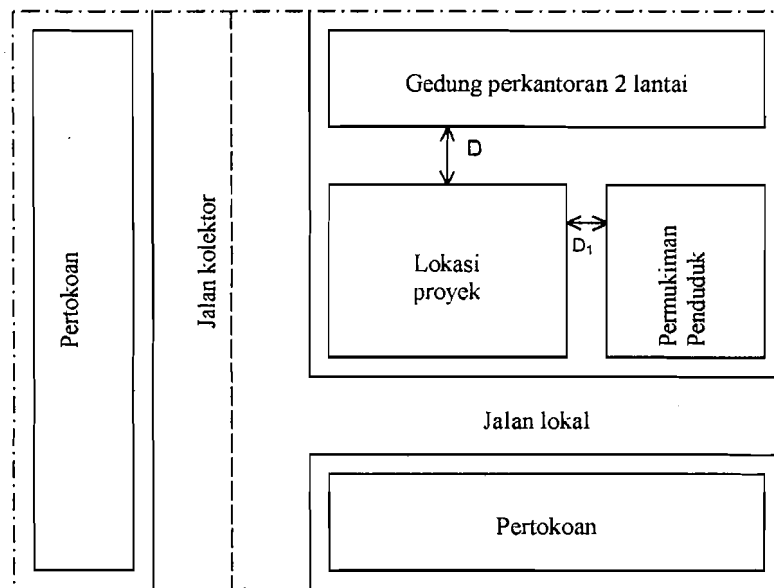 Gedung perkantoran 2 lantai
D
Pertokoan
Jalan kolektor
Lokasi
proyek
D₁
Permukiman
Penduduk
Jalan lokal
Pertokoan